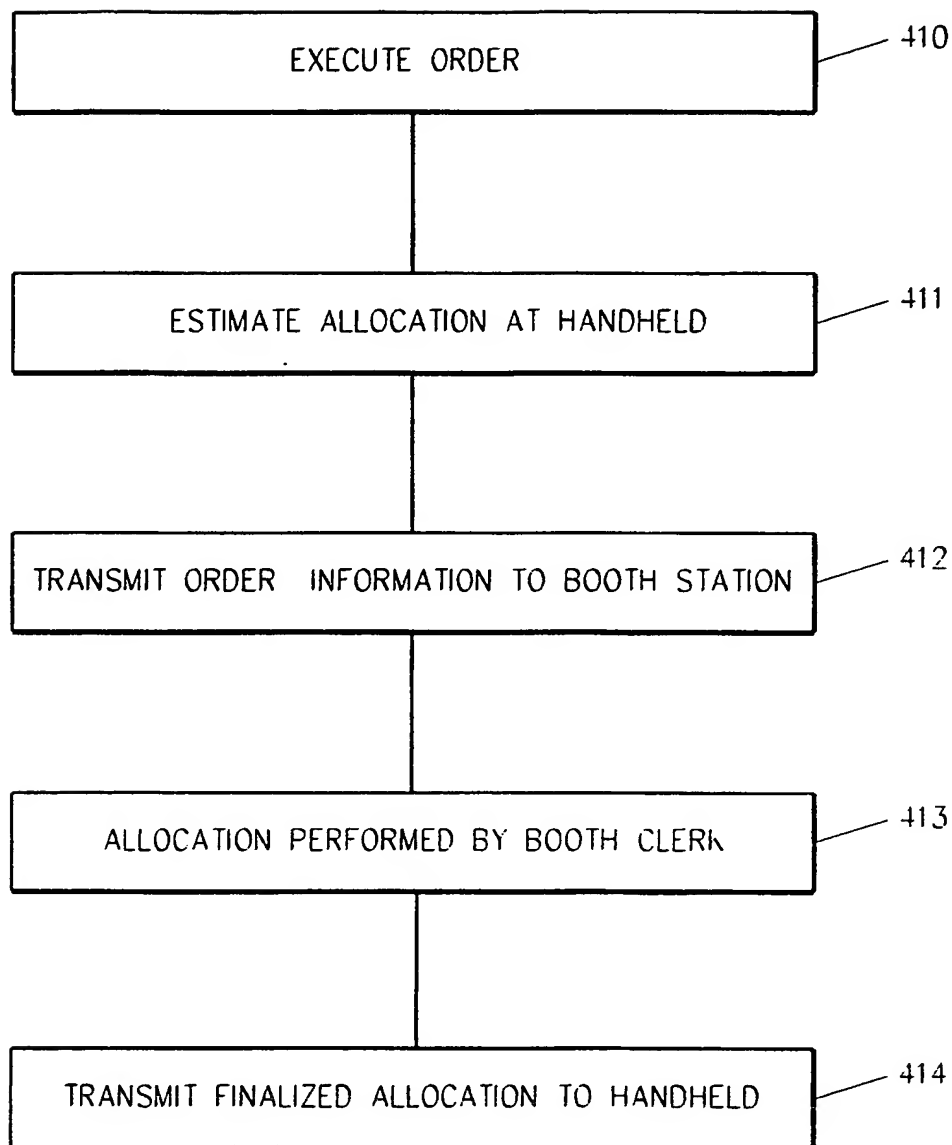 EXECUTE ORDER
410
ESTIMATE ALLOCATION AT HANDHELD
411
TRANSMIT ORDER INFORMATION TO BOOTH STATION
412
ALLOCATION PERFORMED BY BOOTH CLERK
413
TRANSMIT FINALIZED ALLOCATION TO HANDHELD
414